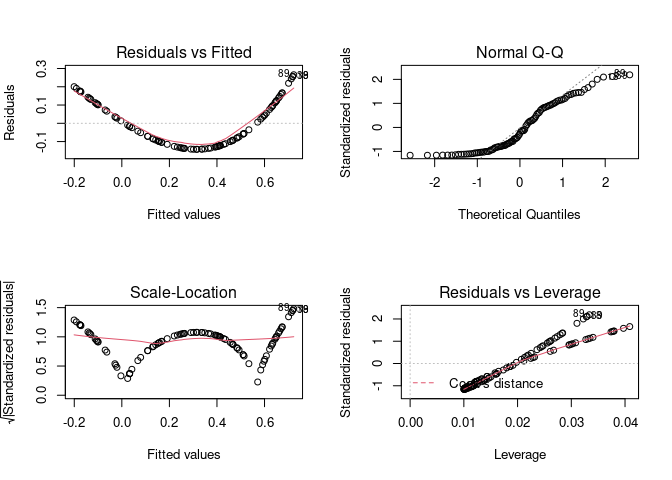 Residuals vs Fitted
Residuals
0.3
0.1
-0.1
-0.2 0.0 0.2 0.4 0.6
Fitted values
Normal Q-Q
Standardized residuals
2
1
0
-1
-2 -1 0 1 2
Theoretical Quantiles
Scale-Location
√|Standardized residuals|
1.5
1.0
0.5
0.0
-0.2 0.0 0.2 0.4 0.6
Fitted values
Residuals vs Leverage
Standardized residuals
2
1
0
-1
Cook's distance
0.00 0.01 0.02 0.03 0.04
Leverage